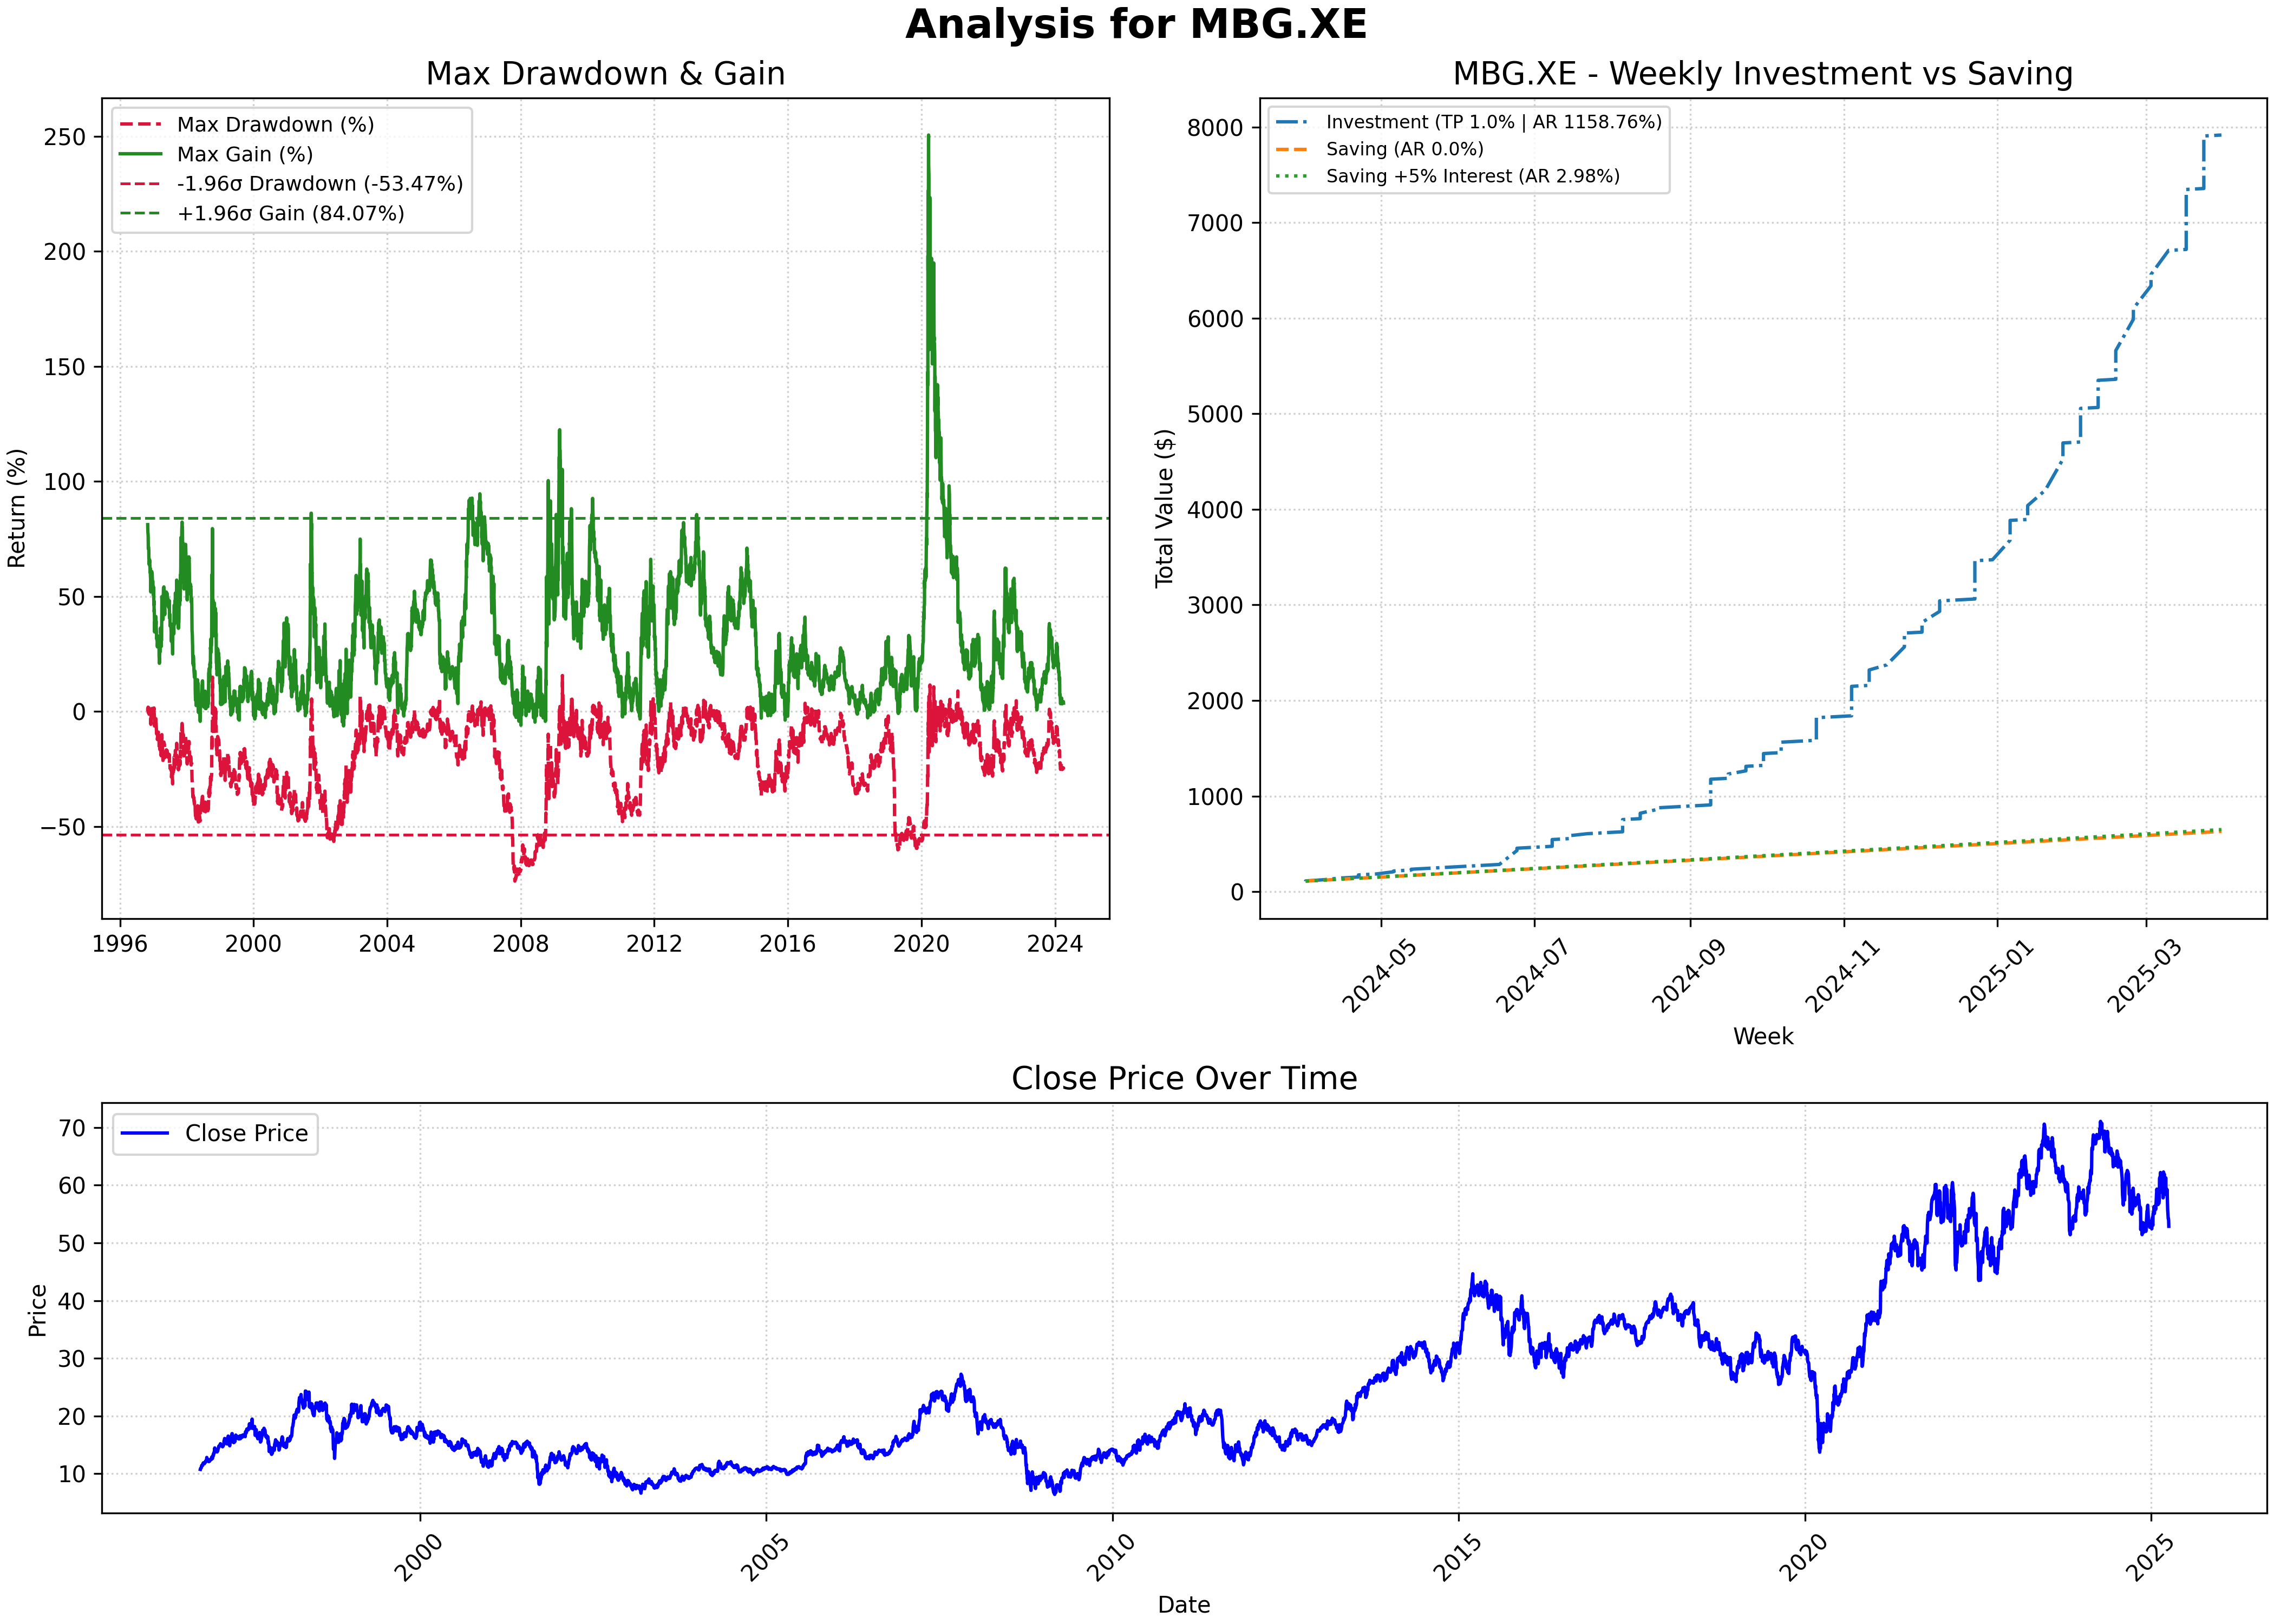 Analysis for MBG.XE
Max Drawdown & Gain
Max Drawdown (%)
Max Gain (%)
-1.96σ Drawdown (-53.47%)
+1.96σ Gain (84.07%)
Return (%)
250
200
150
100
50
0
−50
1996 2000 2004 2008 2012 2016 2020 2024
MBG.XE - Weekly Investment vs Saving
Investment (TP 1.0% | AR 1158.76%)
Saving (AR 0.0%)
Saving +5% Interest (AR 2.98%)
Total Value ($)
8000
7000
6000
5000
4000
3000
2000
1000
0
2024-05 2024-07 2024-09 2024-11 2025-01 2025-03
Week
Close Price Over Time
Close Price
Price
70
60
50
40
30
20
10
2000 2005 2010 2015 2020 2025
Date